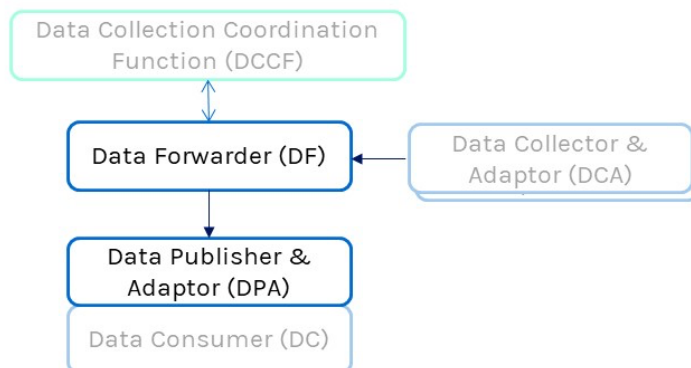 Data Collection Coordination
Function (DCCF)
Data Forwarder (DF)
Data Collector &
Adaptor (DCA)
Data Publisher &
Adaptor (DPA)
Data Consumer (DC)